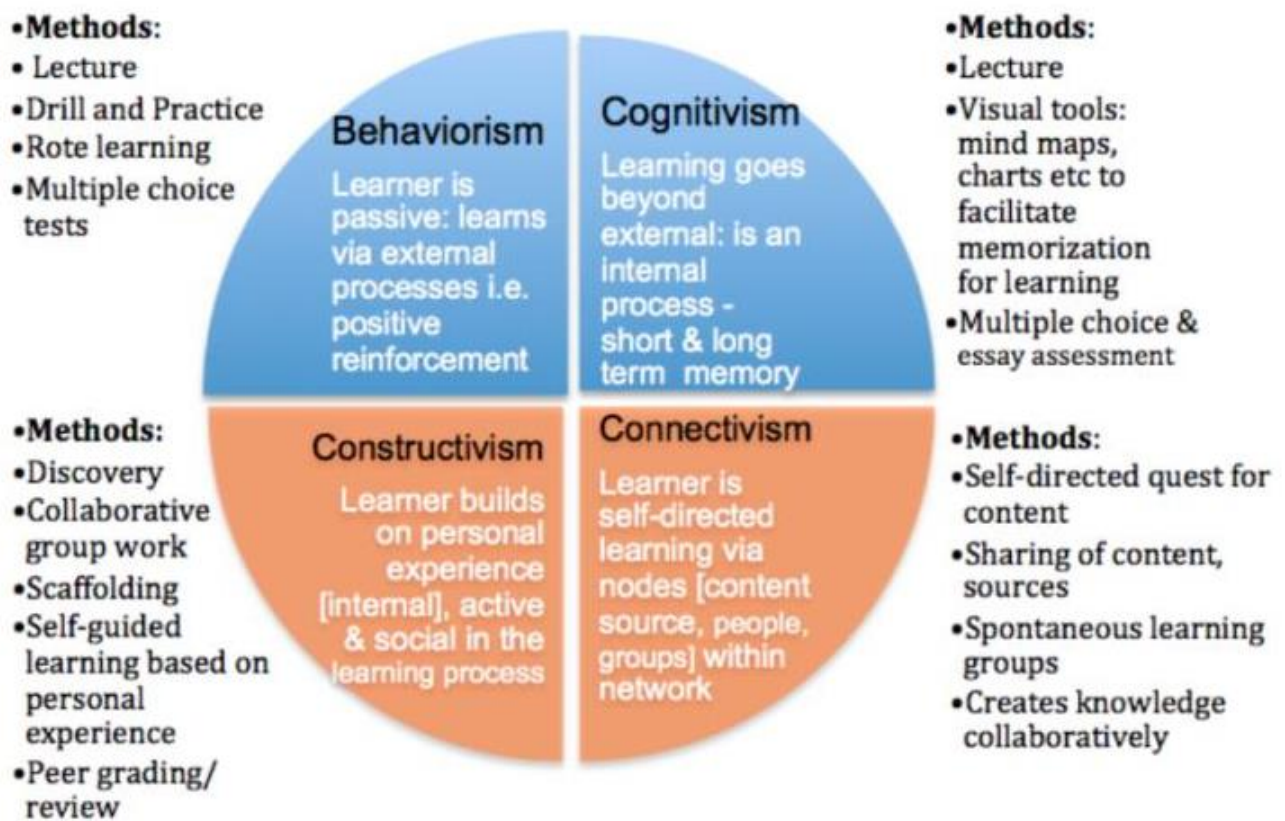 •Methods:
• Lecture
•Drill and Practice
•Rote learning
•Multiple choice
tests
Behaviorism
Learner is
passive: learns
via external
processes i.e.
positive
reinforcement
Cognitivism
Learning goes
beyond
external: is an
internal
process -
short & long
term memory
•Methods:
•Lecture
•Visual tools:
mind maps,
charts etc to
facilitate
memorization
for learning
•Multiple choice &
essay assessment
•Methods:
•Discovery
•Collaborative
group work
•Scaffolding
•Self-guided
learning based on
personal
experience
•Peer grading/
review
Constructivism
Learner builds
on personal
experience
[internal], active
& social in the
learning process
Connectivism
Learner is
self-directed
learning via
nodes [content
source, people,
groups] within
network
•Methods:
•Self-directed quest for
content
•Sharing of content,
sources
•Spontaneous learning
groups
•Creates knowledge
collaboratively